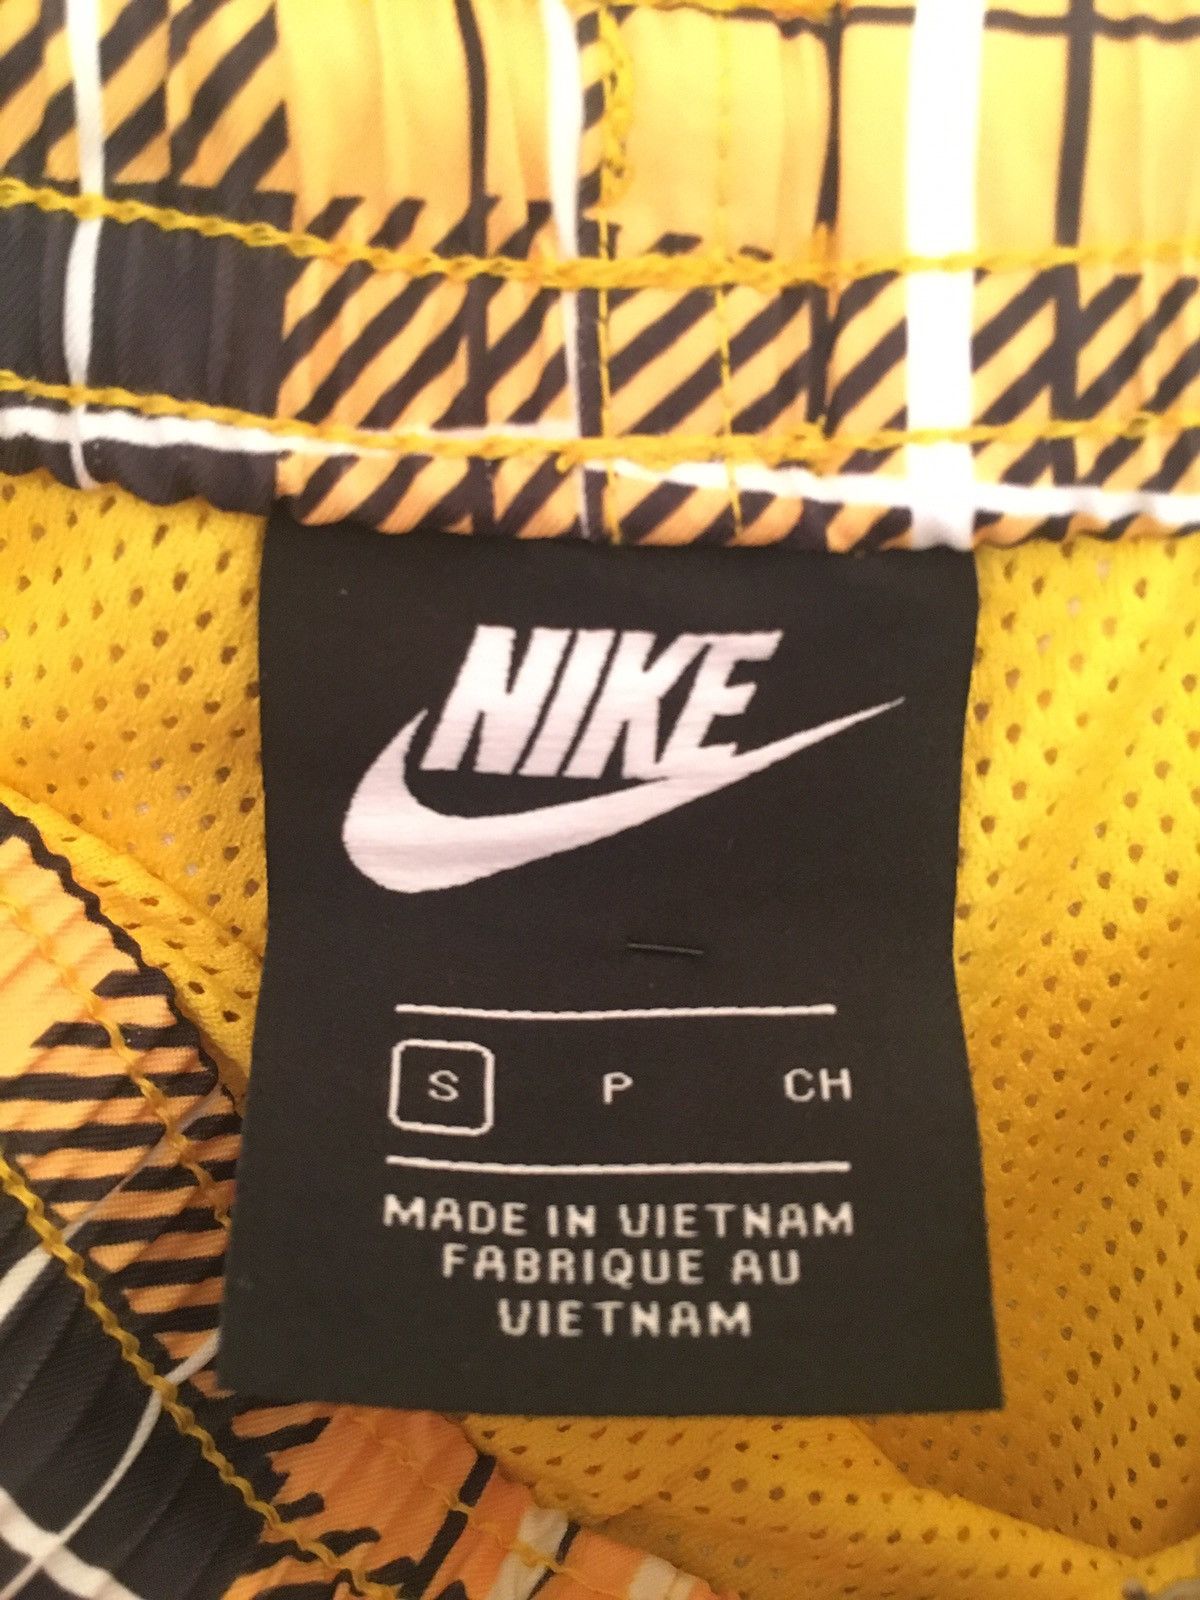 NIKE
S P CH
MADE IN VIETNAM
FABRIQUE AU
VIETNAM